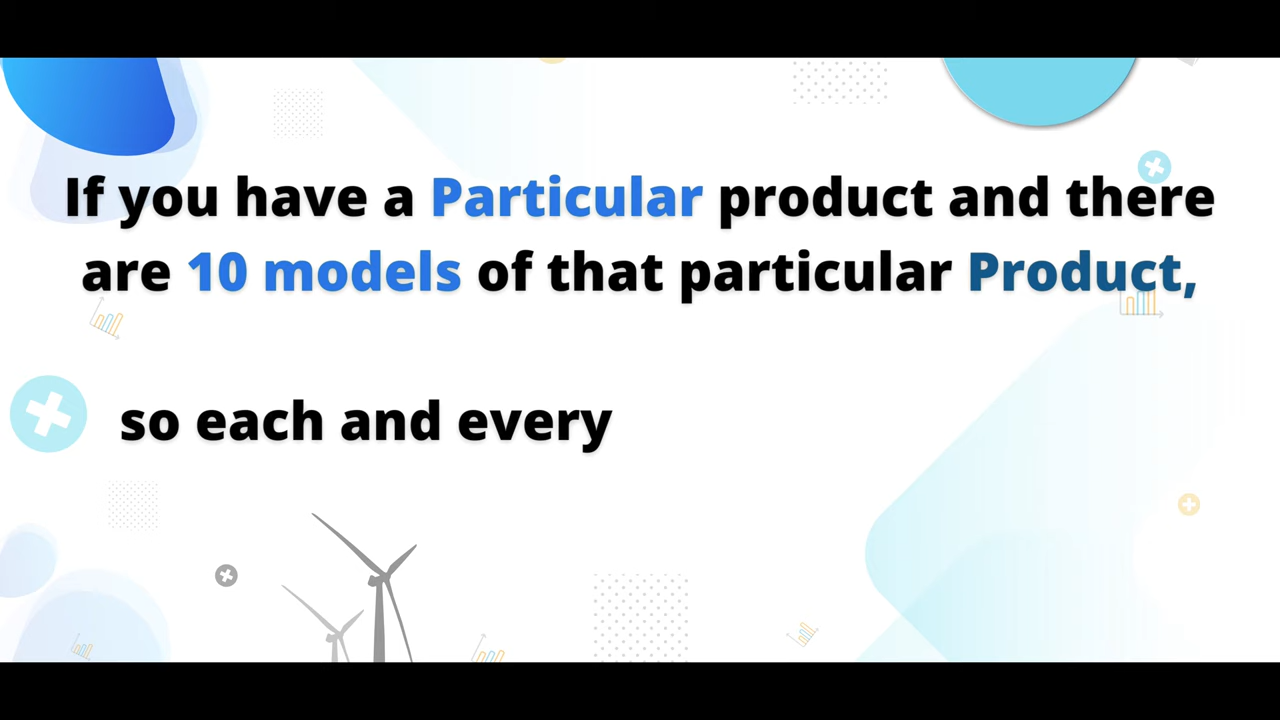 If you have a Particular product and there
are 10 models of that particular Product,
so each and every